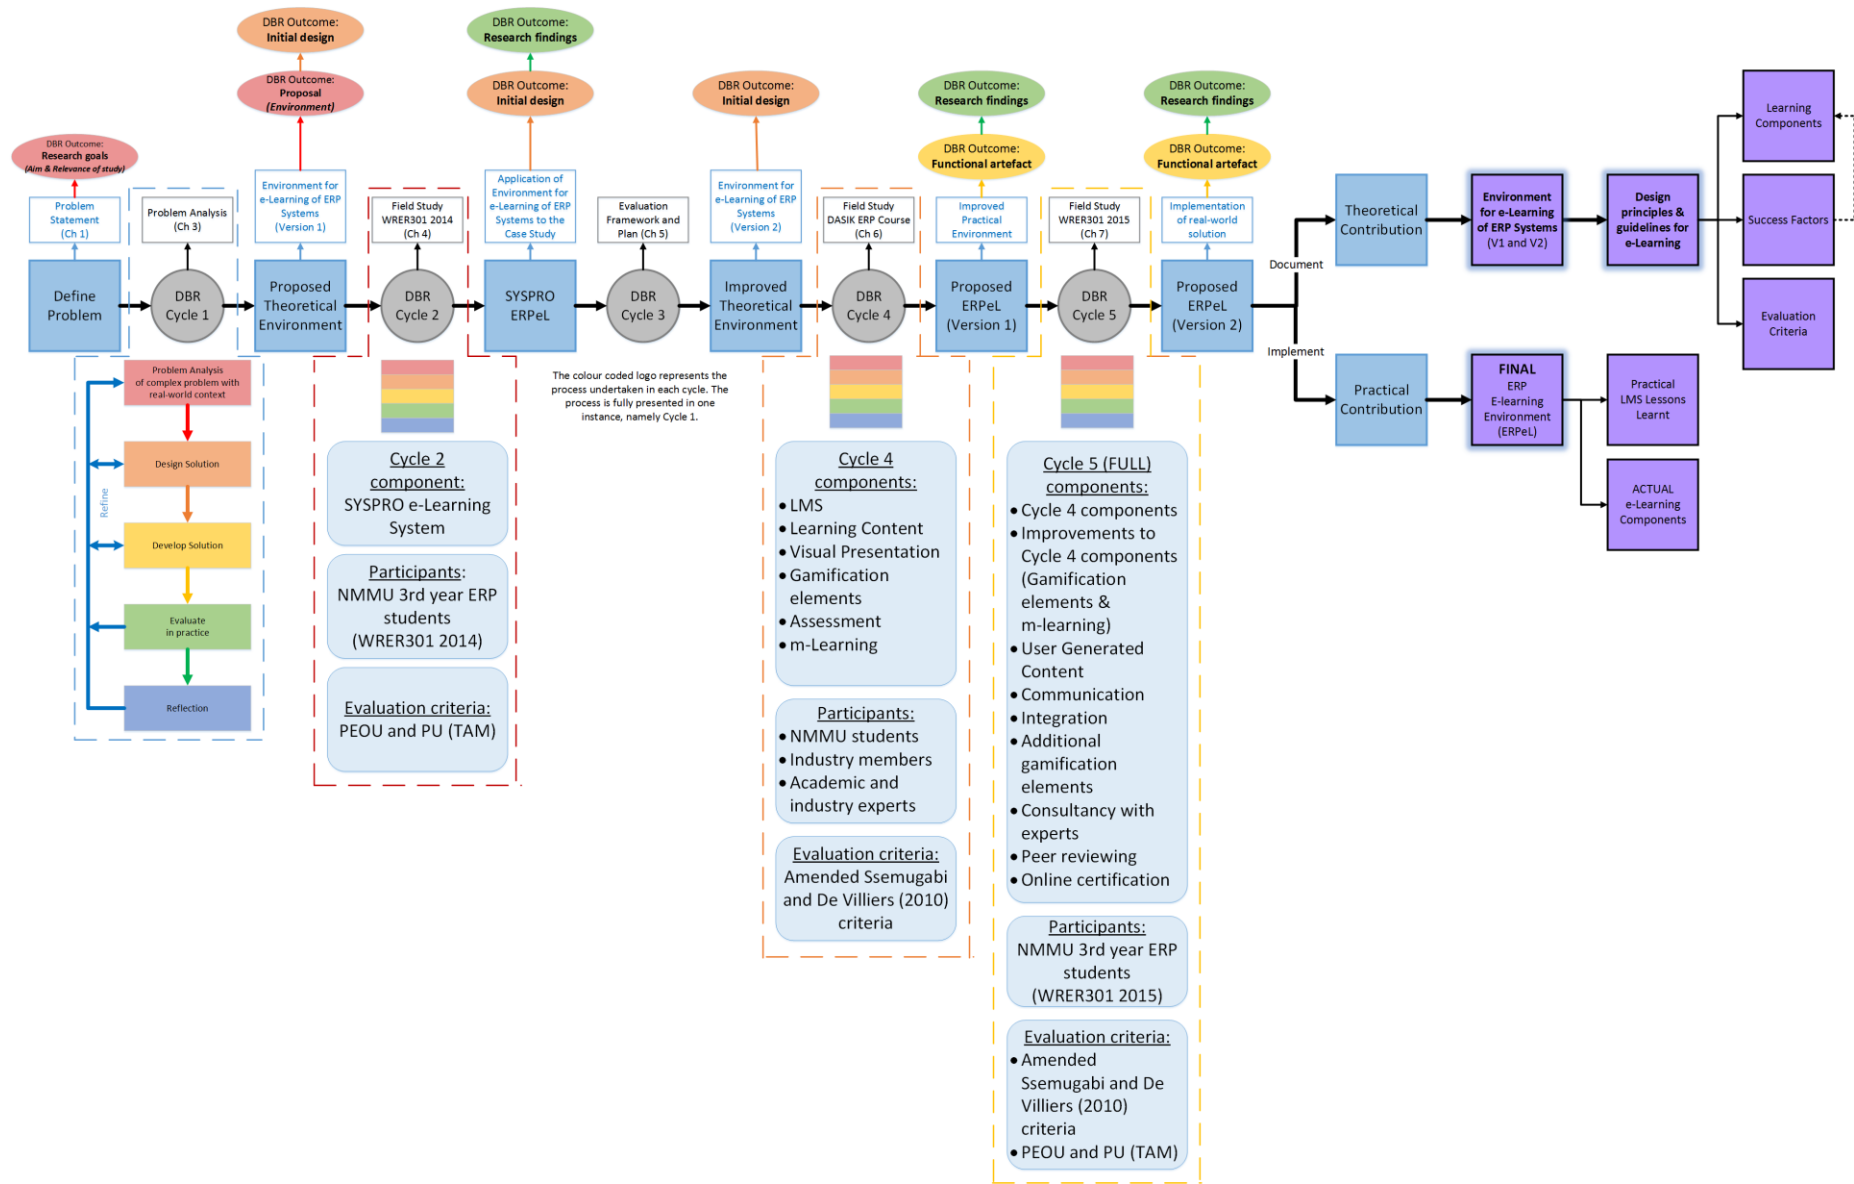 DBR Outcome:
Initial design
DBR Outcome:
Proposal
(Environment)
DBR Outcome:
Research findings
DBR Outcome:
Initial design
DBR Outcome:
Initial design
DBR Outcome:
Research findings
DBR Outcome:
Functional artefact
DBR Outcome:
Research findings
DBR Outcome:
Functional artefact
DBR Outcome:
Research goals
(Aim & Relevance of study)
Problem
Statement
(Ch 1)
Problem Analysis
(Ch 3)
Environment for
e-Learning of ERP
Systems
(Version 1)
Field Study
WRER301 2014
(Ch 4)
Application of
Environment for
e-Learning of ERP
Systems to the
Case Study
Evaluation
Framework and
Plan (Ch 5)
Environment for
e-Learning of ERP
Systems
(Version 2)
Field Study
DASIK ERP Course
(Ch 6)
Improved
Practical
Environment
Field Study
WRER301 2015
(Ch 7)
Implementation
of real-world
solution
Define
Problem
DBR
Cycle 1
Proposed
Theoretical
Environment
DBR
Cycle 2
SYSPRO
ERPeL
DBR
Cycle 3
Improved
Theoretical
Environment
DBR
Cycle 4
Proposed
ERPeL
(Version 1)
DBR
Cycle 5
Proposed
ERPeL
(Version 2)
Document
Implement
Theoretical
Contribution
Environment
for e-Learning
of ERP Systems
(V1 and V2)
Design
principles &
guidelines for
e-Learning
Learning
Components
Success Factors
Evaluation
Criteria
Practical
Contribution
FINAL
ERP
E-learning
Environment
(ERPeL)
Practical
LMS Lessons
Learnt
ACTUAL
e-Learning
Components
Problem Analysis
of complex problem with
real-world context
Design Solution
Refine
Develop Solution
Evaluate
in practice
Reflection
Cycle 2
component:
SYSPRO e-Learning
System
Participants:
NMMU 3rd year ERP
students
(WRER301 2014)
Evaluation criteria:
PEOU and PU (TAM)
The colour coded logo represents the
process undertaken in each cycle. The
process is fully presented in one
instance, namely Cycle 1.
Cycle 4
components:
• LMS
• Learning Content
• Visual Presentation
• Gamification
elements
• Assessment
• m-Learning
Participants:
• NMMU students
• Industry members
• Academic and
industry experts
Evaluation criteria:
Amended Ssemugabi
and De Villiers (2010)
criteria
Cycle 5 (FULL)
components:
• Cycle 4 components
• Improvements to
Cycle 4 components
(Gamification
elements &
m-learning)
• User Generated
Content
• Communication
• Integration
• Additional
gamification
elements
• Consultancy with
experts
• Peer reviewing
• Online certification
Participants:
NMMU 3rd year ERP
students
(WRER301 2015)
Evaluation criteria:
• Amended
Ssemugabi and De
Villiers (2010)
criteria
• PEOU and PU (TAM)